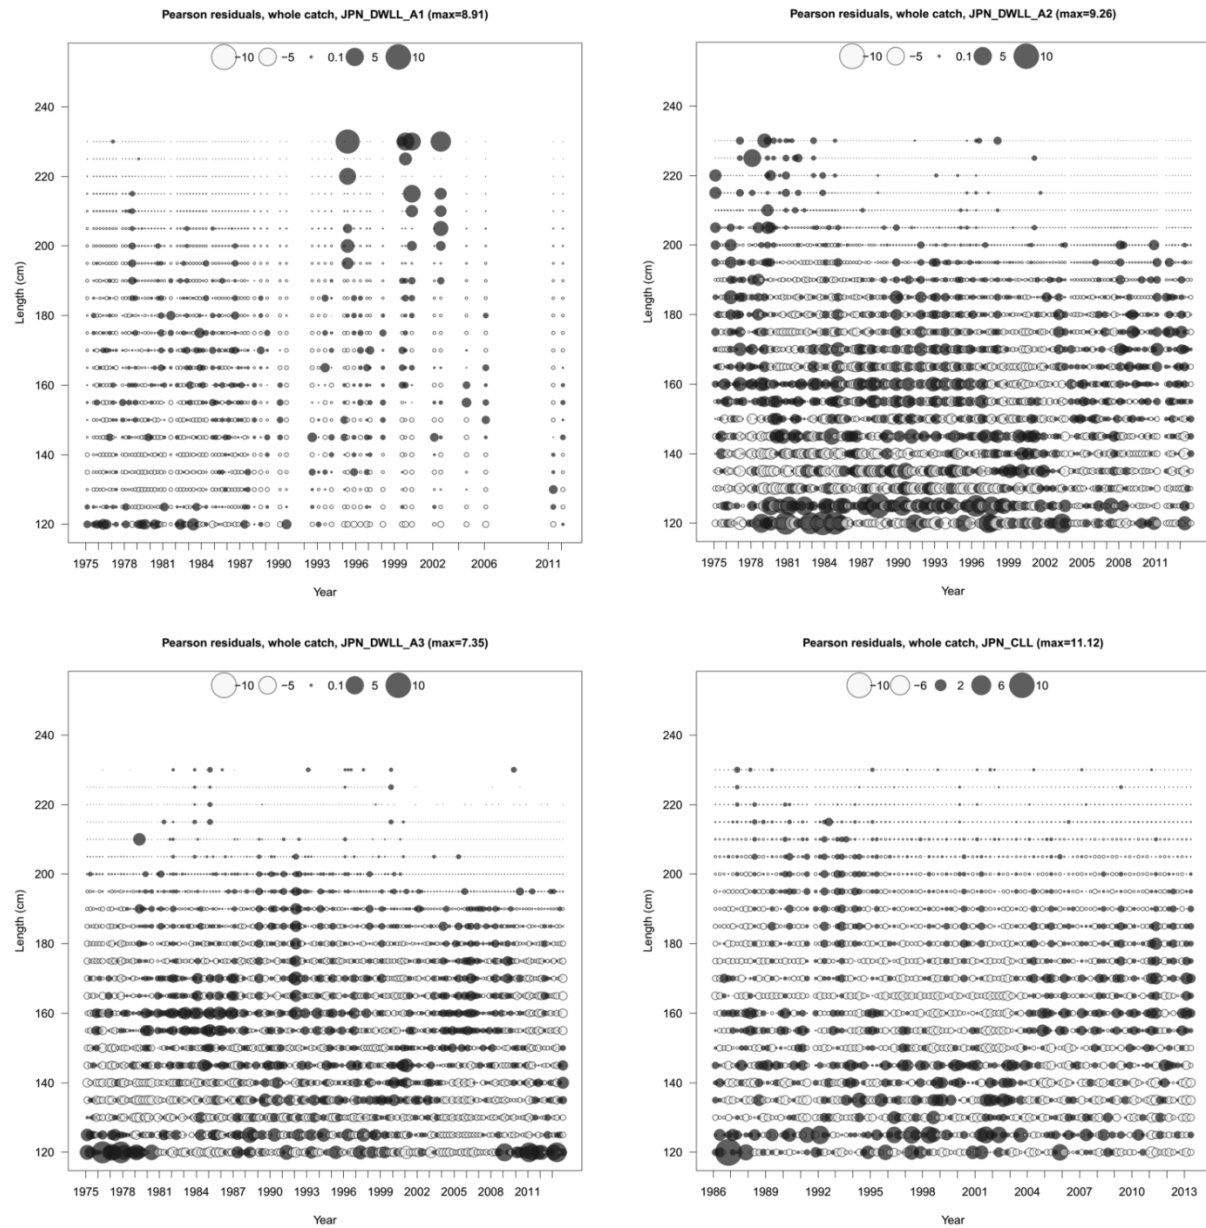 Pearson residuals, whole catch, JPN_DWLL_A1 (max=8.91)
−10 −5 0.1 5 10
240
220
200
180
160
140
120
Length (cm)
1975 1978 1981 1984 1987 1990 1993 1996 1999 2002 2006 2011
Year
Pearson residuals, whole catch, JPN_DWLL_A2 (max=9.26)
−10 −5 0.1 5 10
240
220
200
180
160
140
120
Length (cm)
1975 1978 1981 1984 1987 1990 1993 1996 1999 2002 2005 2008 2011
Year
Pearson residuals, whole catch, JPN_DWLL_A3 (max=7.35)
−10 −5 0.1 5 10
240
220
200
180
160
140
120
Length (cm)
1975 1978 1981 1984 1987 1990 1993 1996 1999 2002 2005 2008 2011
Year
Pearson residuals, whole catch, JPN_CLL (max=11.12)
−10 −6 2 6 10
240
220
200
180
160
140
120
Length (cm)
1986 1989 1992 1995 1998 2001 2004 2007 2010 2013
Year